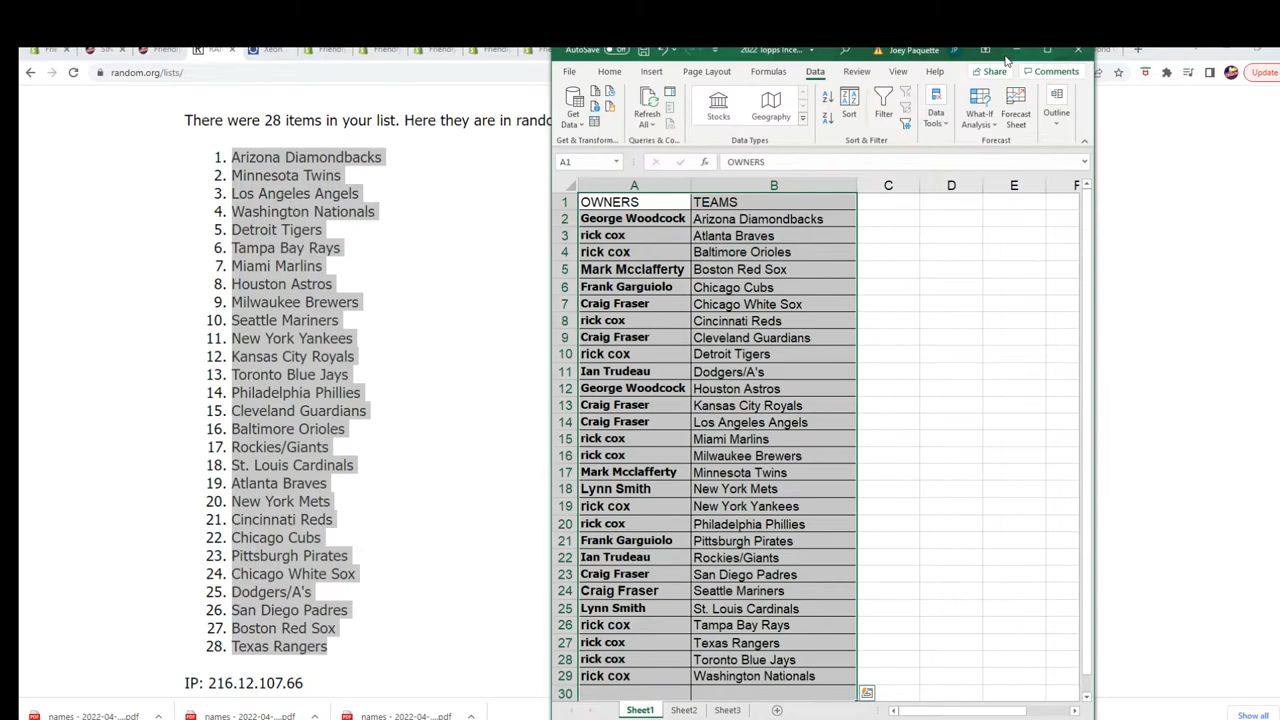 Xeon
random.org/lists/
Update
There were 28 items in your list. Here they are in rando
1. Arizona Diamondbacks
2. Minnesota Twins
3. Los Angeles Angels
4. Washington Nationals
5. Detroit Tigers
6. Tampa Bay Rays
7. Miami Marlins
8. Houston Astros
9. Milwaukee Brewers
10. Seattle Mariners
11. New York Yankees
12. Kansas City Royals
13. Toronto Blue Jays
14. Philadelphia Phillies
15. Cleveland Guardians
16. Baltimore Orioles
17. Rockies/Giants
18. St. Louis Cardinals
19. Atlanta Braves
20. New York Mets
21. Cincinnati Reds
22. Chicago Cubs
23. Pittsburgh Pirates
24. Chicago White Sox
25. Dodgers/A's
26. San Diego Padres
27. Boston Red Sox
28. Texas Rangers
IP: 216.12.107.66
names - 2022-04-....pdf
names - 2022-04-....pdf
names - 2022-04-....pdf
Show all
AutoSave Off 2022 Topps Ince... Joey Paquette JP
File Home Insert Page Layout Formulas Data Review View Help Share Comments
Get Data Refresh All Stocks Geography Sort Filter Data Tools What-If Analysis Forecast Sheet Outline
Get & Transform... Queries & Co... Data Types Sort & Filter Forecast
A1 fx OWNERS
A B C D E F
1 OWNERS TEAMS
2 George Woodcock Arizona Diamondbacks
3 rick cox Atlanta Braves
4 rick cox Baltimore Orioles
5 Mark Mcclafferty Boston Red Sox
6 Frank Garguiolo Chicago Cubs
7 Craig Fraser Chicago White Sox
8 rick cox Cincinnati Reds
9 Craig Fraser Cleveland Guardians
10 rick cox Detroit Tigers
11 Ian Trudeau Dodgers/A's
12 George Woodcock Houston Astros
13 Craig Fraser Kansas City Royals
14 Craig Fraser Los Angeles Angels
15 rick cox Miami Marlins
16 rick cox Milwaukee Brewers
17 Mark Mcclafferty Minnesota Twins
18 Lynn Smith New York Mets
19 rick cox New York Yankees
20 rick cox Philadelphia Phillies
21 Frank Garguiolo Pittsburgh Pirates
22 Ian Trudeau Rockies/Giants
23 Craig Fraser San Diego Padres
24 Craig Fraser Seattle Mariners
25 Lynn Smith St. Louis Cardinals
26 rick cox Tampa Bay Rays
27 rick cox Texas Rangers
28 rick cox Toronto Blue Jays
29 rick cox Washington Nationals
30
Sheet1 Sheet2 Sheet3